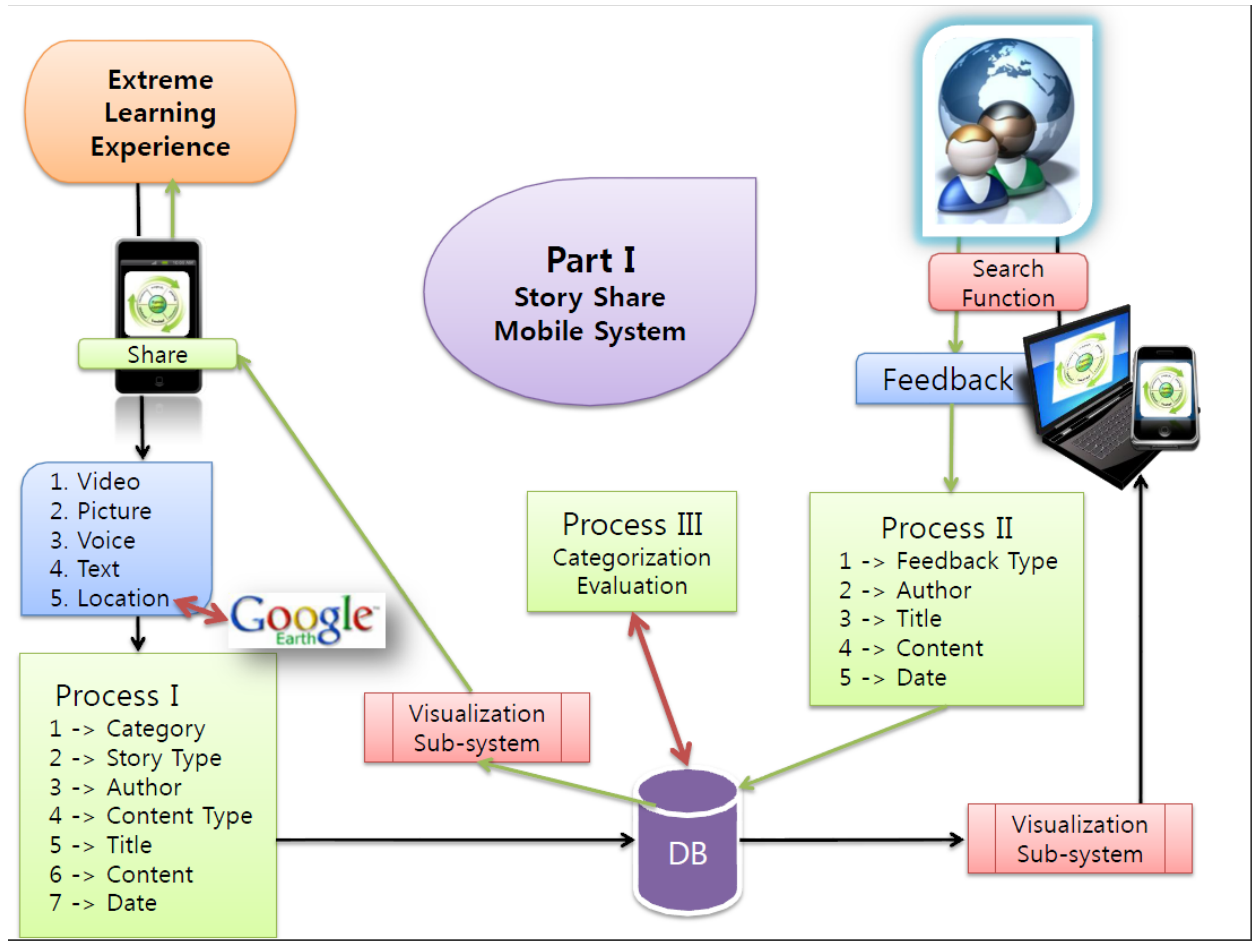 Extreme
Learning
Experience
Share
1. Video
2. Picture
3. Voice
4. Text
5. Location
Google
Earth
Process I
1 -> Category
2 -> Story Type
3 -> Author
4 -> Content Type
5 -> Title
6 -> Content
7 -> Date
Part I
Story Share
Mobile System
Visualization
Sub-system
Process III
Categorization
Evaluation
DB
Search
Function
Feedback
Process II
1 -> Feedback Type
2 -> Author
3 -> Title
4 -> Content
5 -> Date
Visualization
Sub-system